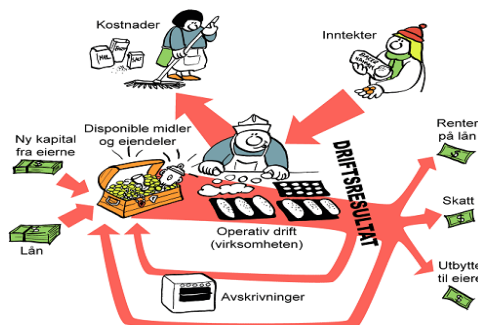 Kostnader
Inntekter
Disponible midler
og eiendeler
Ny kapital
fra eierne
Lån
Operativ drift
(virksomheten)
DRIFTSRESULTAT
Renter
på lån
Skatt
Utbytte
til eiere
Avskrivninger